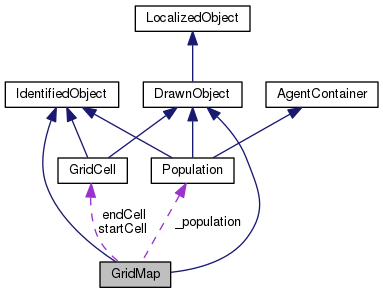 LocalizedObject
IdentifiedObject
DrawnObject
AgentContainer
GridCell
Population
endCell
startCell
_population
GridMap